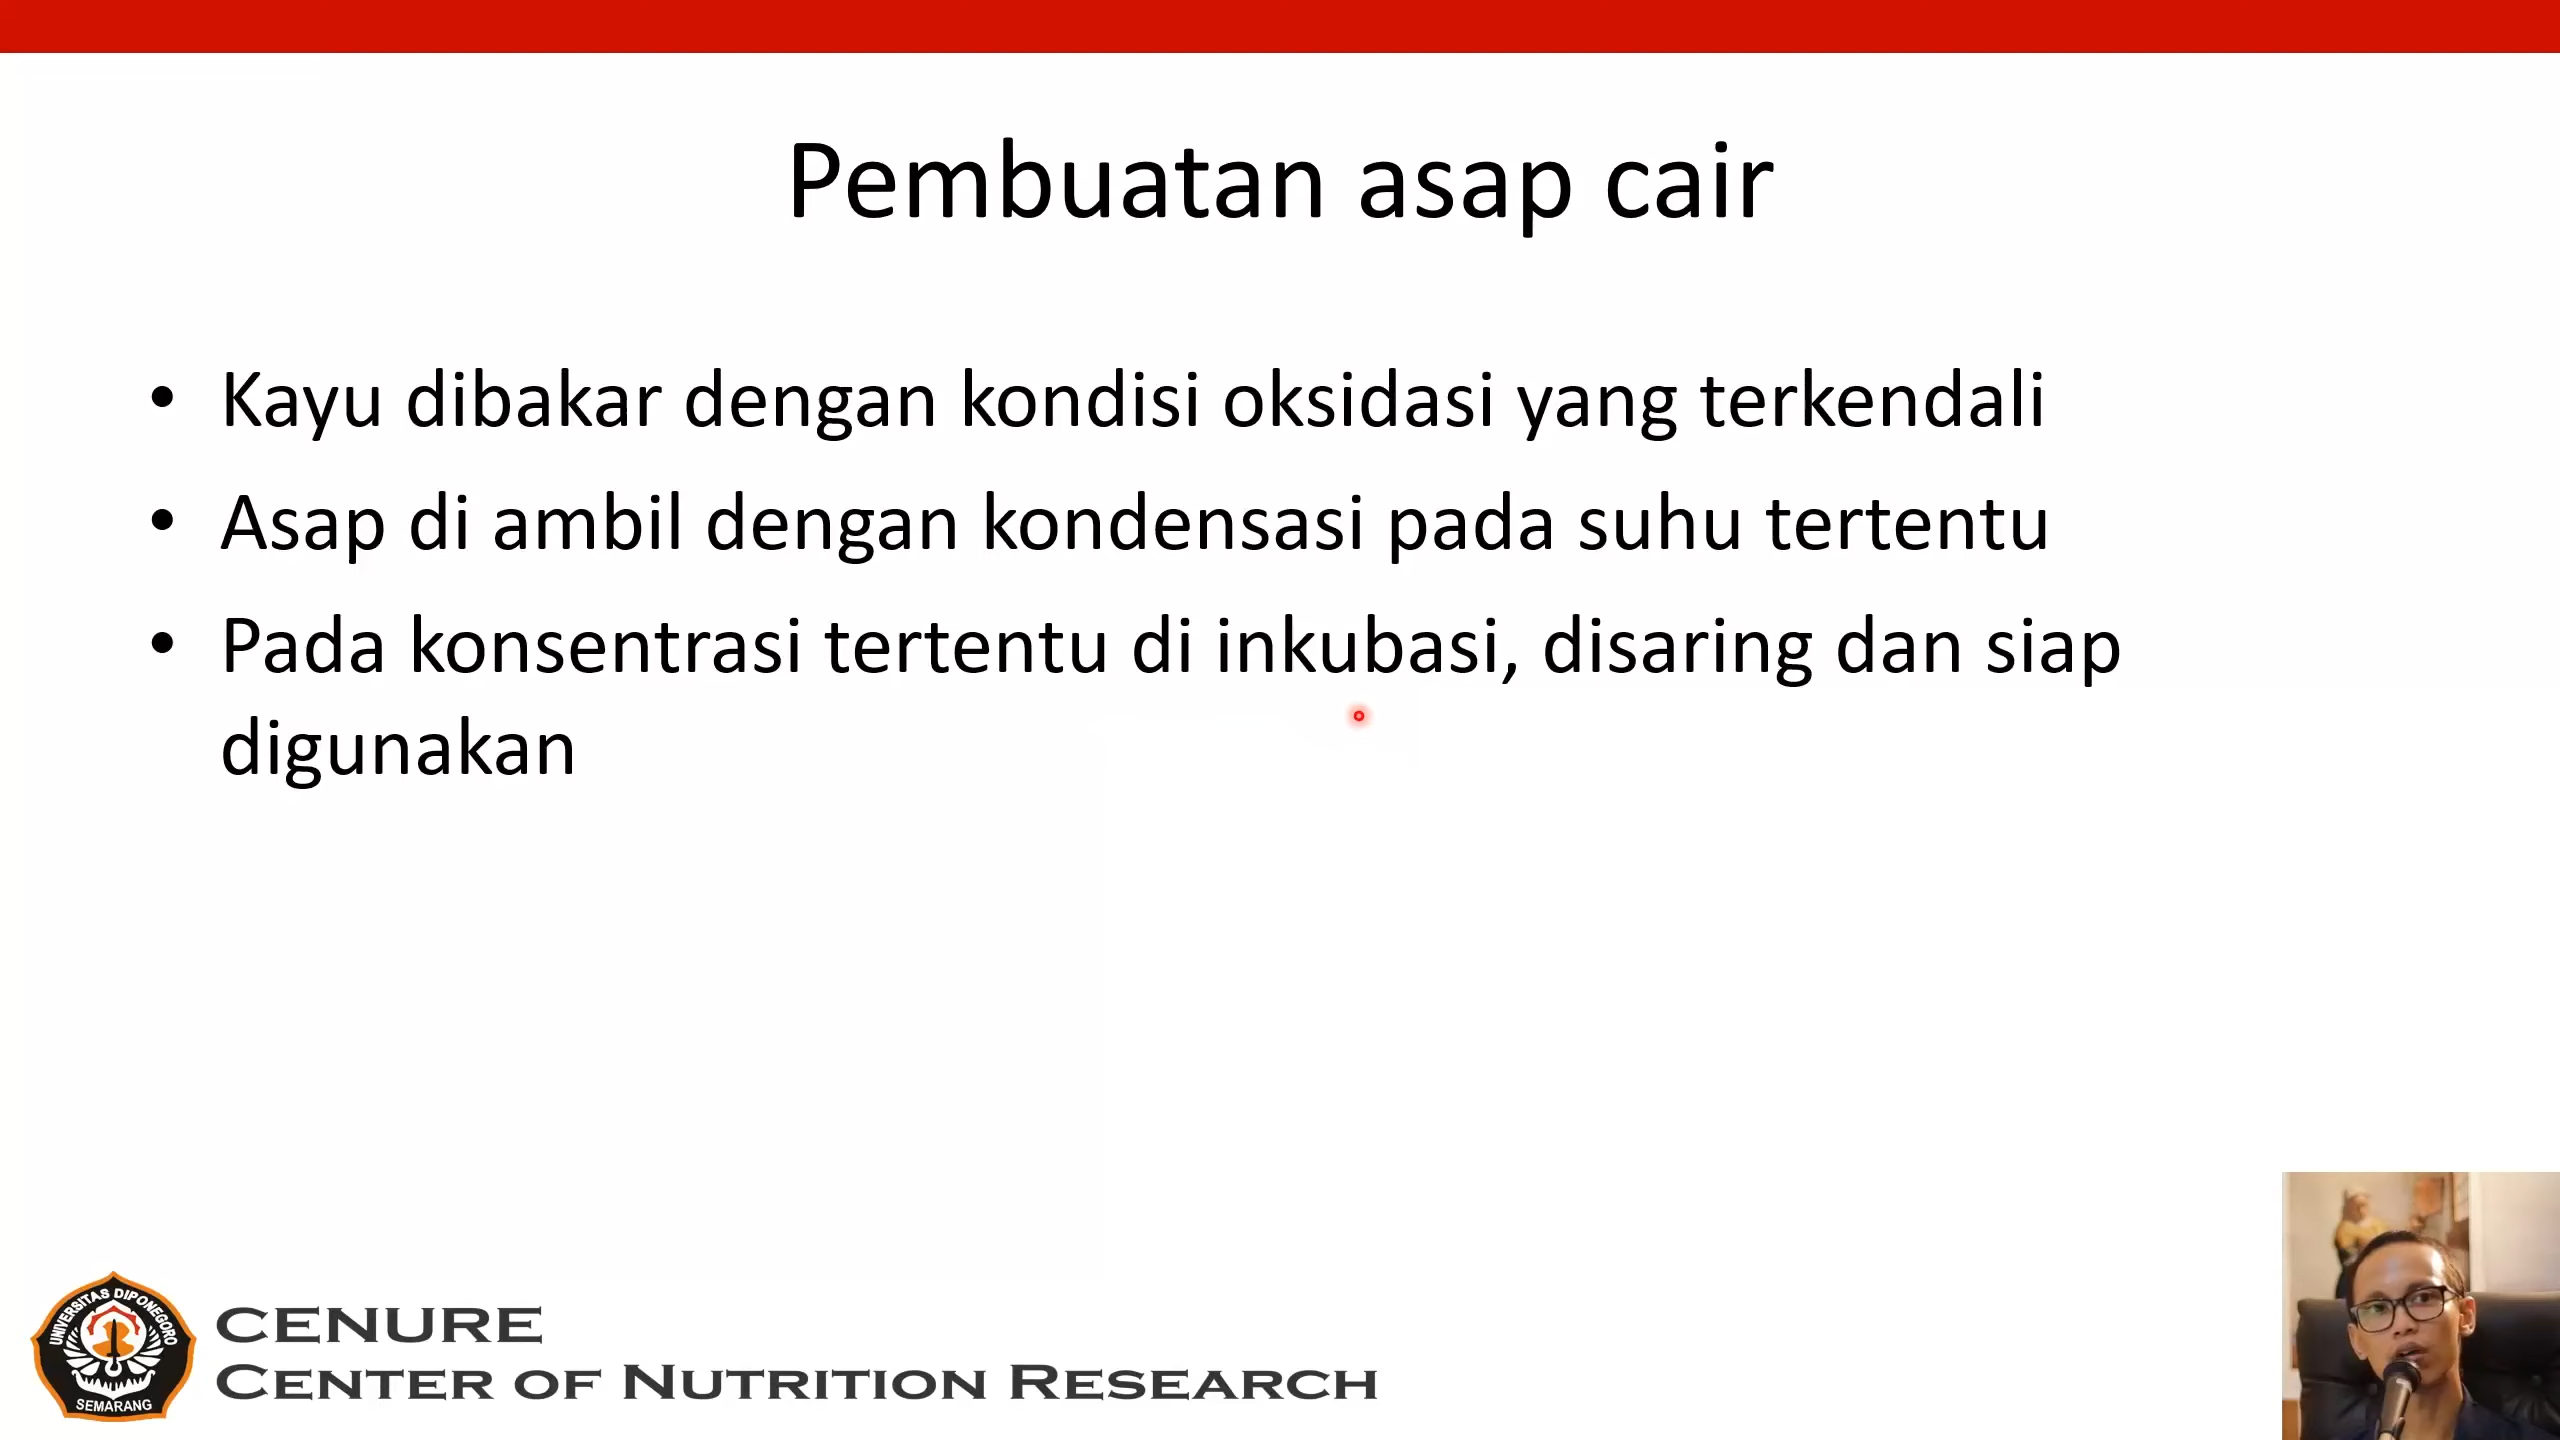 Pembuatan asap cair
• Kayu dibakar dengan kondisi oksidasi yang terkendali
• Asap di ambil dengan kondensasi pada suhu tertentu
• Pada konsentrasi tertentu di inkubasi, disaring dan siap
digunakan
UNIVERSITAS DIPONEGORO
SEMARANG
CENURE
CENTER OF NUTRITION RESEARCH